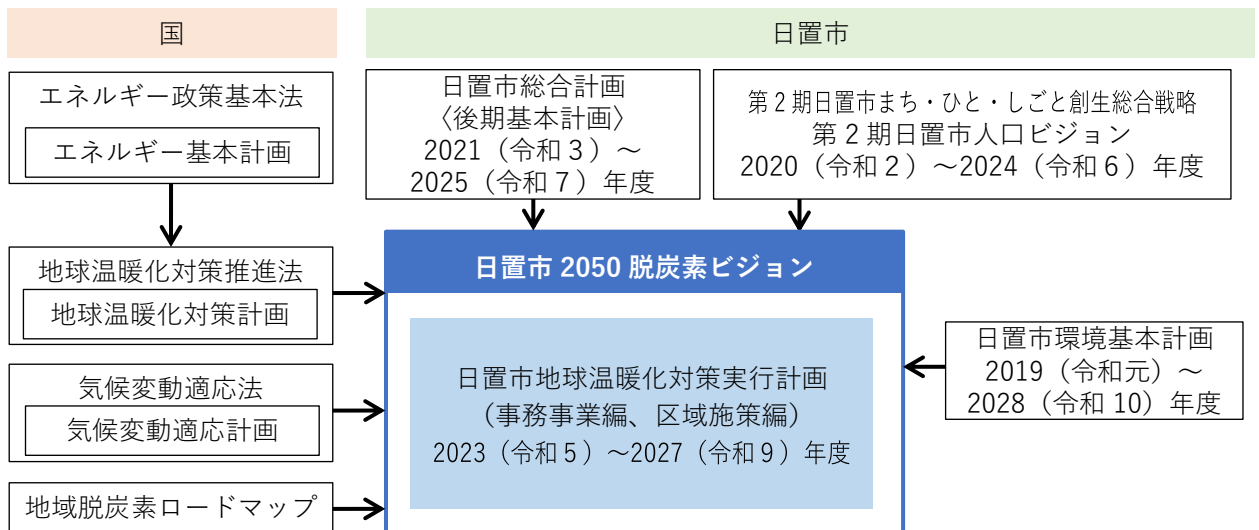 国
日置市
エネルギー政策基本法
エネルギー基本計画
地球温暖化対策推進法
地球温暖化対策計画
気候変動適応法
気候変動適応計画
地域脱炭素ロードマップ
日置市総合計画
〈後期基本計画〉
2021（令和３）～
2025（令和７）年度
第２期日置市まち・ひと・しごと創生総合戦略
第２期日置市人口ビジョン
2020（令和２）～2024（令和６）年度
日置市 2050 脱炭素ビジョン
日置市地球温暖化対策実行計画
（事務事業編、区域施策編）
2023（令和５）～2027（令和９）年度
日置市環境基本計画
2019（令和元）～
2028（令和 10）年度